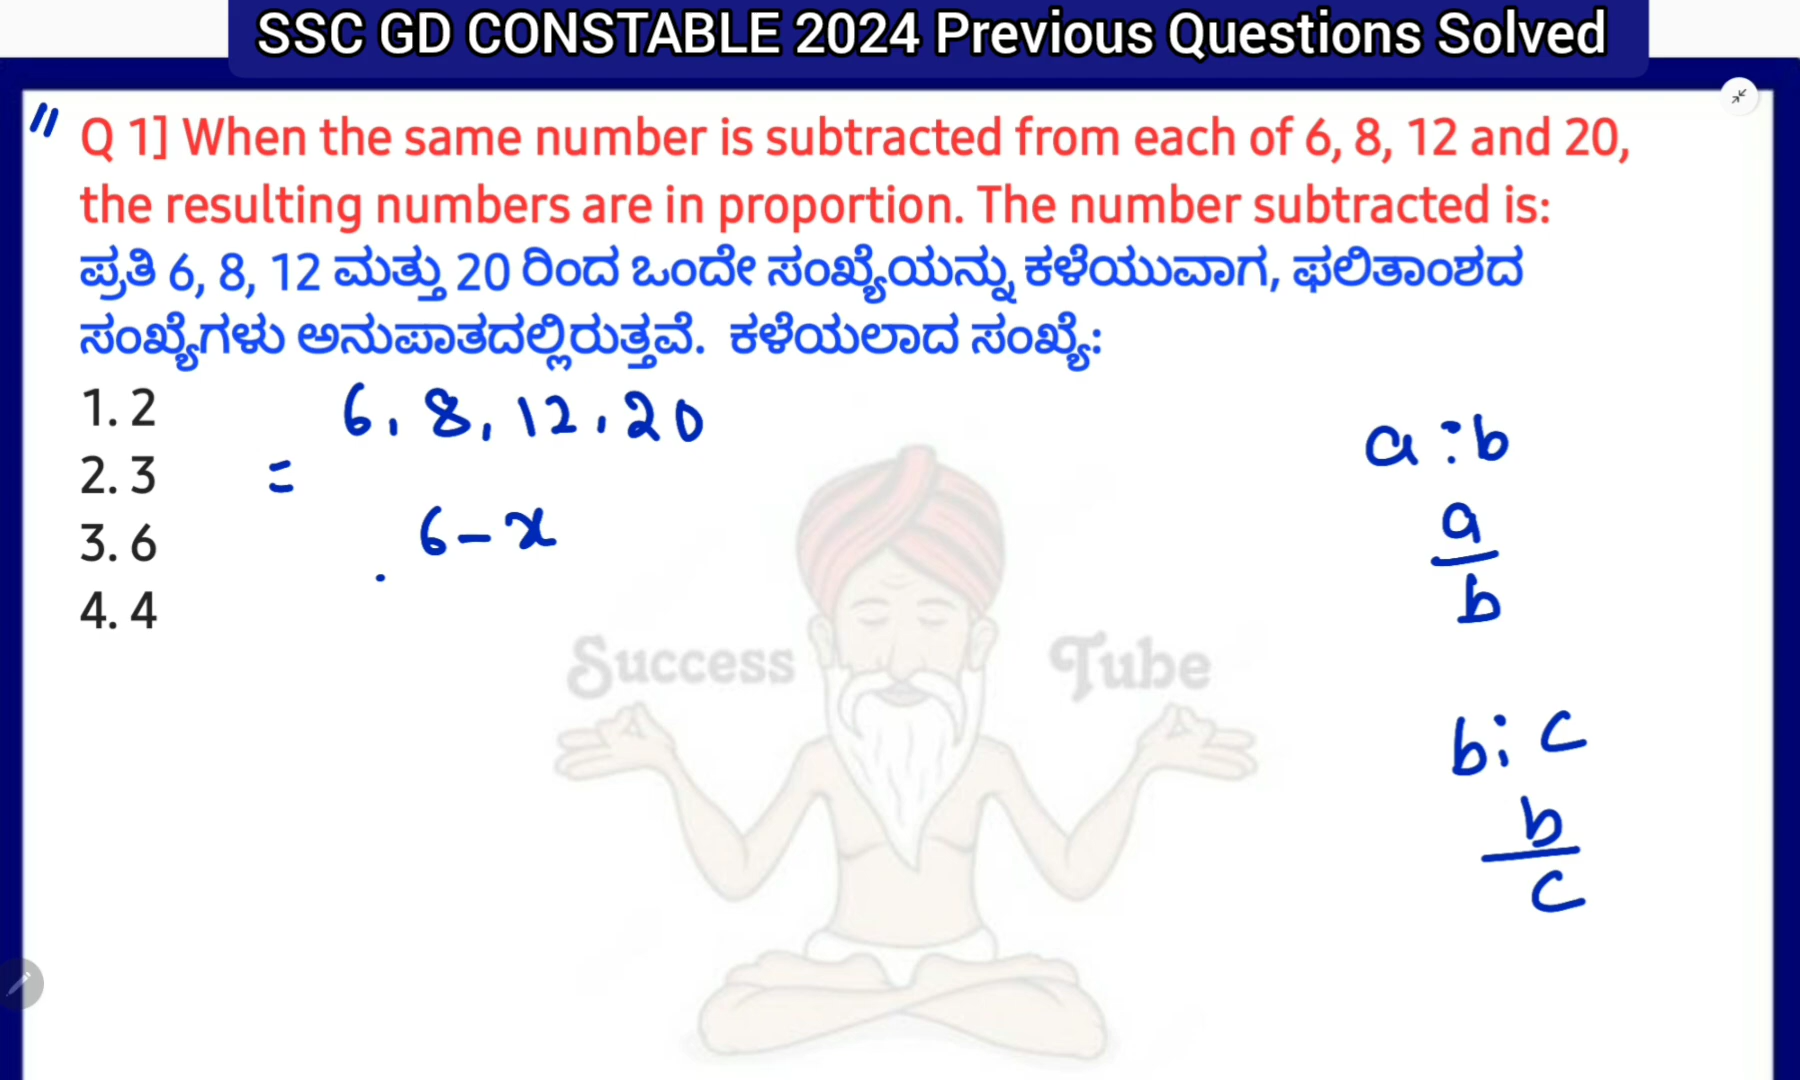 SSC GD CONSTABLE 2024 Previous Questions Solved
Q 1] When the same number is subtracted from each of 6, 8, 12 and 20,
the resulting numbers are in proportion. The number subtracted is:
ಪ್ರತಿ 6, 8, 12 ಮತ್ತು 20 ರಿಂದ ಒಂದೇ ಸಂಖ್ಯೆಯನ್ನು ಕಳೆಯುವಾಗ, ಫಲಿತಾಂಶದ
ಸಂಖ್ಯೆಗಳು ಅನುಪಾತದಲ್ಲಿರುತ್ತವೆ. ಕಳೆಯಲಾದ ಸಂಖ್ಯೆ:
1. 2
2. 3
3. 6
4. 4
6, 8, 12, 20
=
6 - x
a : b
a
b
b : c
b
c
Success Tube